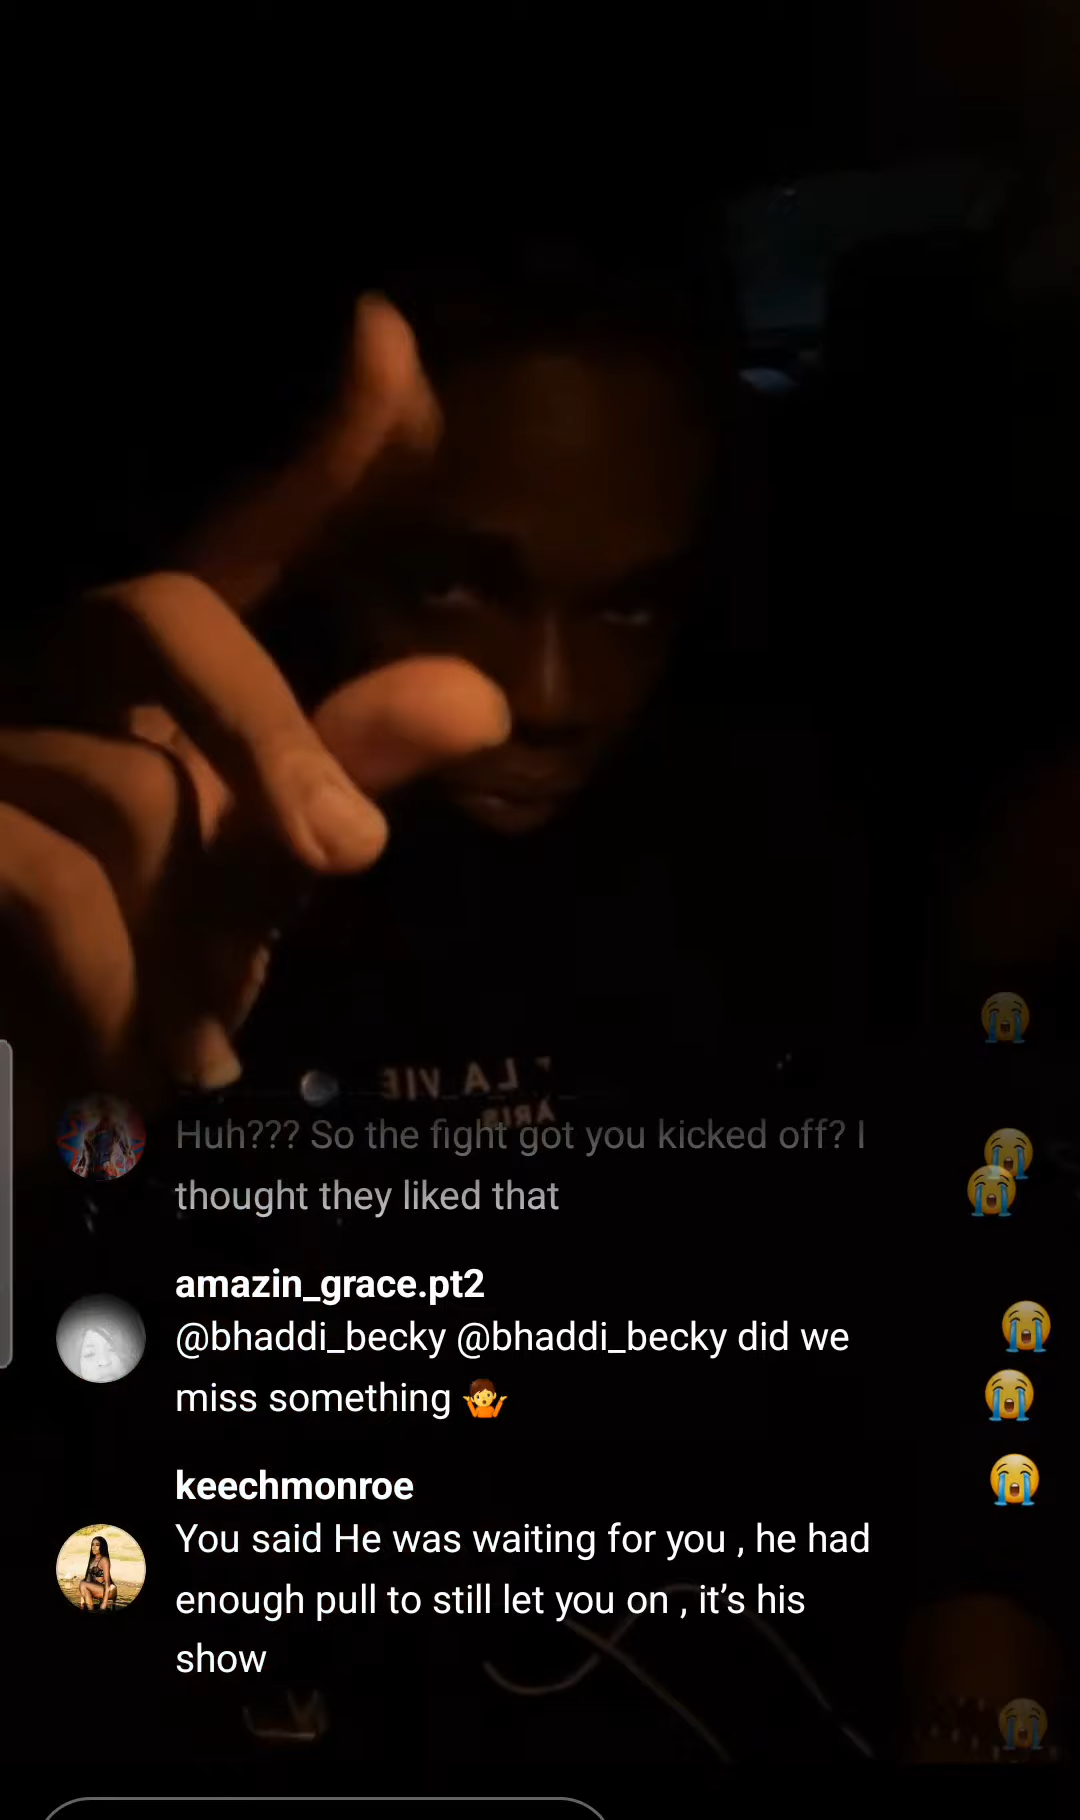 LA VIE
Huh??? So the fight got you kicked off? I
thought they liked that
amazin_grace.pt2
@bhaddi_becky @bhaddi_becky did we
miss something 🤷
keechmonroe
You said He was waiting for you , he had
enough pull to still let you on , it’s his
show